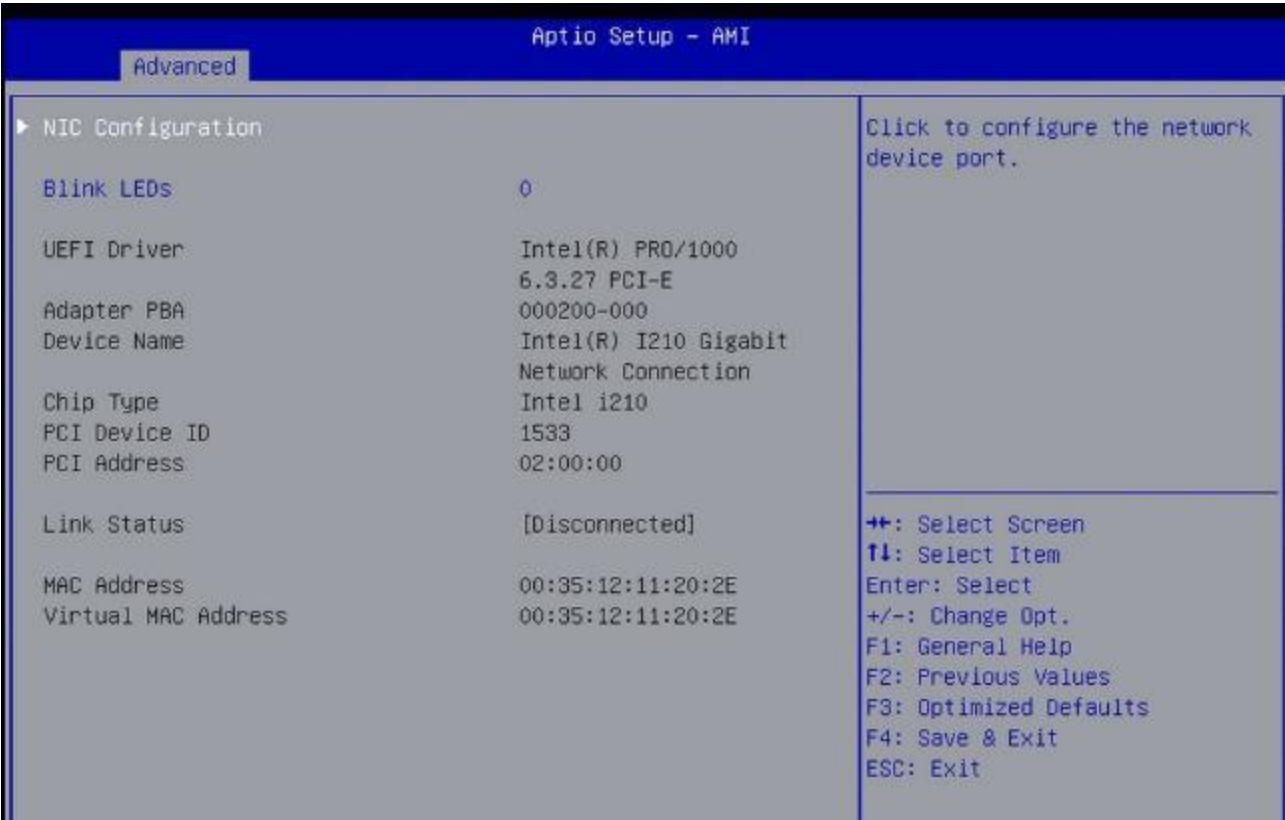 Aptio Setup - AMI
Advanced
NIC Configuration
Blink LEDs 0
UEFI Driver Intel(R) PRO/1000
6.3.27 PCI-E
Adapter PBA 000200-000
Device Name Intel(R) I210 Gigabit
Network Connection
Chip Type Intel i210
PCI Device ID 1533
PCI Address 02:00:00
Link Status [Disconnected]
MAC Address 00:35:12:11:20:2E
Virtual MAC Address 00:35:12:11:20:2E
Click to configure the network
device port.
→←: Select Screen
↑↓: Select Item
Enter: Select
+/-: Change Opt.
F1: General Help
F2: Previous Values
F3: Optimized Defaults
F4: Save & Exit
ESC: Exit